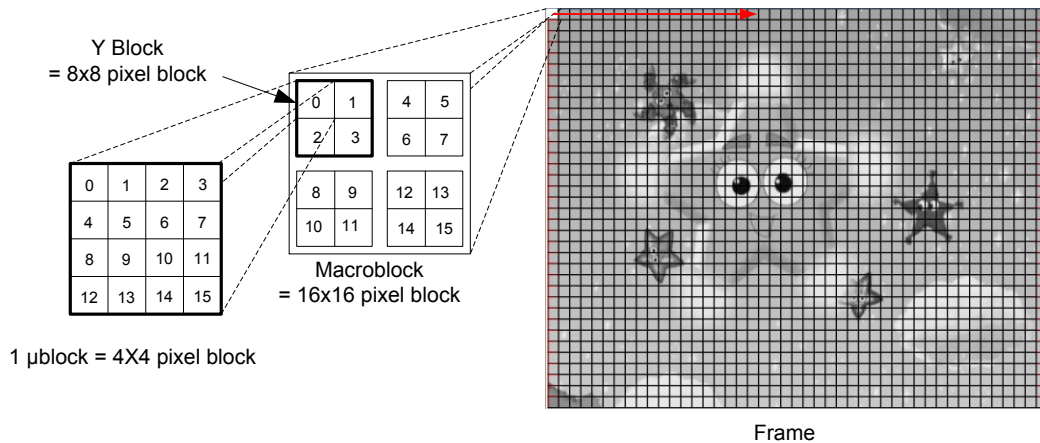 Y Block
= 8x8 pixel block
0 1 4 5
2 3 6 7
8 9 12 13
10 11 14 15
Macroblock
= 16x16 pixel block
0 1 2 3
4 5 6 7
8 9 10 11
12 13 14 15
1 µblock = 4X4 pixel block
Frame